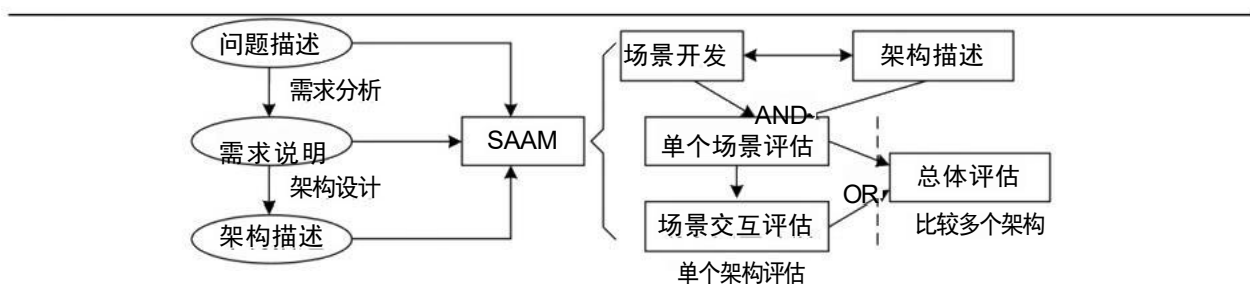 问题描述
需求分析
需求说明
架构设计
架构描述
SAAM
场景开发
架构描述
AND
单个场景评估
OR
总体评估
场景交互评估
比较多个架构
单个架构评估